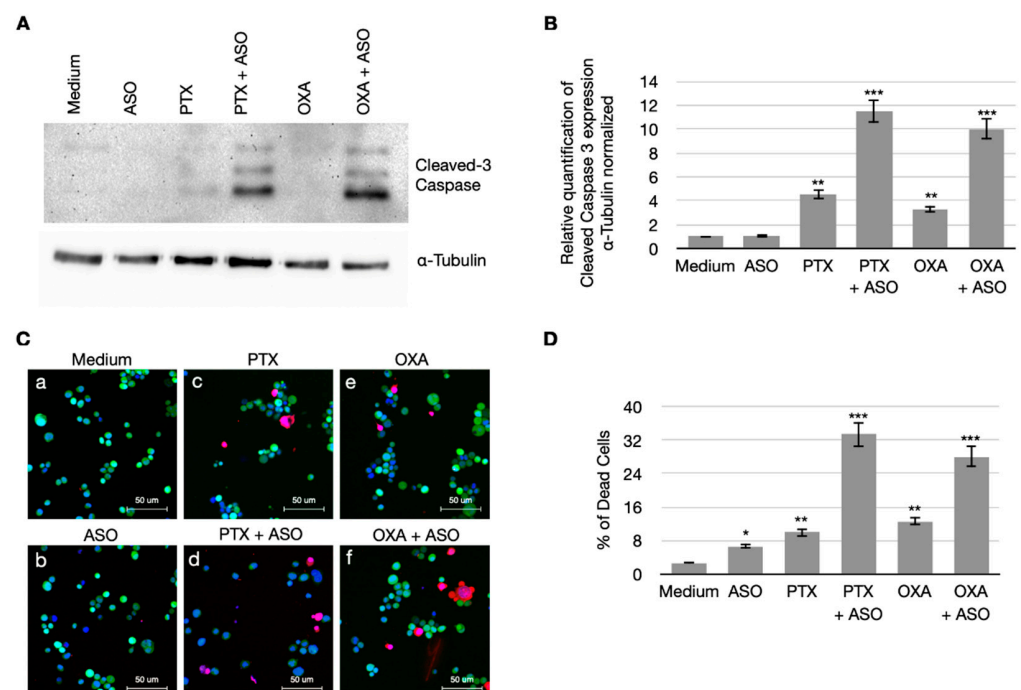 A
Medium
ASO
PTX
PTX + ASO
OXA
OXA + ASO
Cleaved-3
Caspase
α-Tubulin
B
Relative quantification of
Cleaved Caspase 3 expression
α-Tubulin normalized
14
12
10
8
6
4
2
0
**
***
**
***
Medium ASO PTX PTX OXA OXA
+ ASO + ASO
C
Medium PTX OXA
a c e
50 um 50 um 50 um
ASO PTX + ASO OXA + ASO
b d f
50 um 50 um 50 um
D
% of Dead Cells
40
32
24
16
8
0
*
**
***
**
***
Medium ASO PTX PTX OXA OXA
+ ASO + ASO